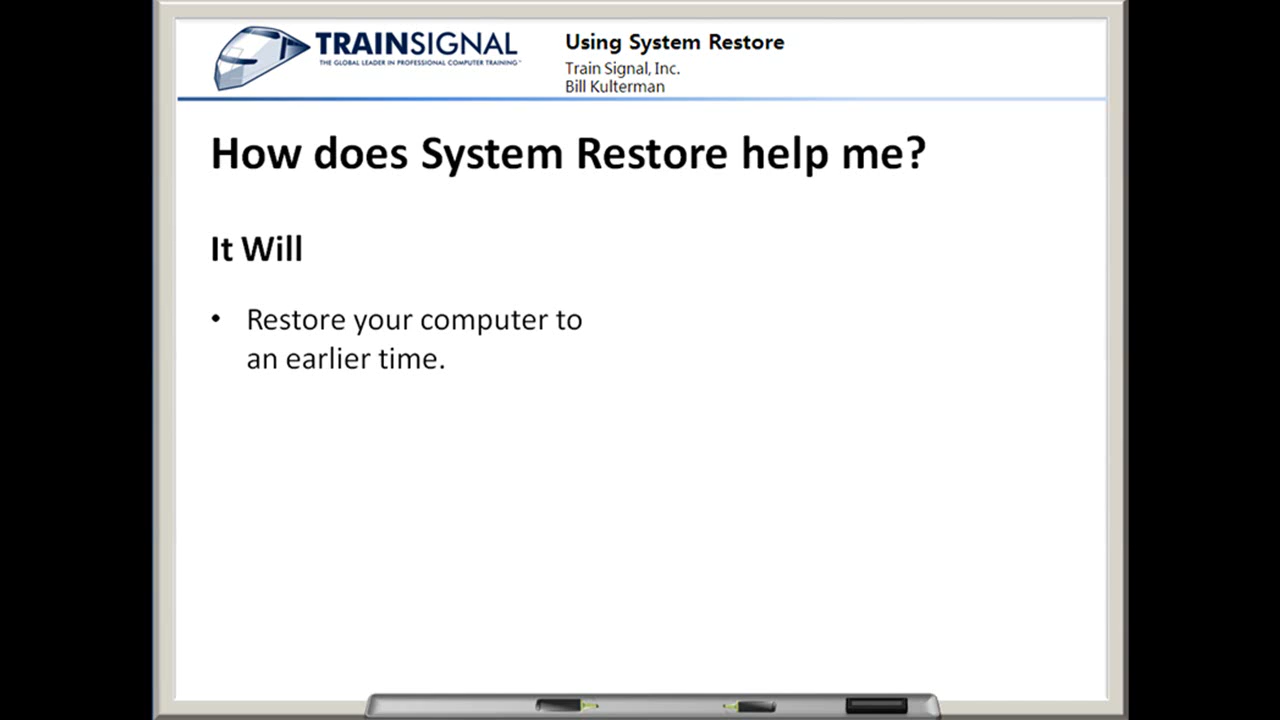 TRAINSIGNAL
THE GLOBAL LEADER IN PROFESSIONAL COMPUTER TRAINING
Using System Restore
Train Signal, Inc.
Bill Kulterman
How does System Restore help me?
It Will
• Restore your computer to
an earlier time.